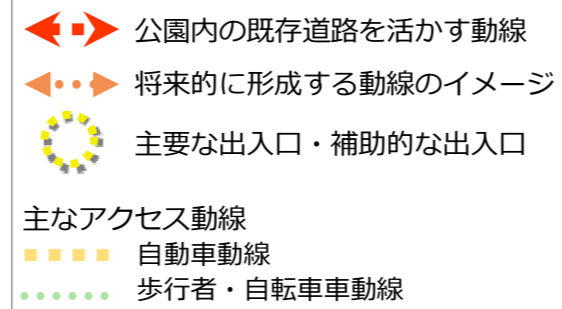 公園内の既存道路を活かす動線
将来的に形成する動線のイメージ
主要な出入口・補助的な出入口
主なアクセス動線
自動車動線
歩行者・自転車車動線